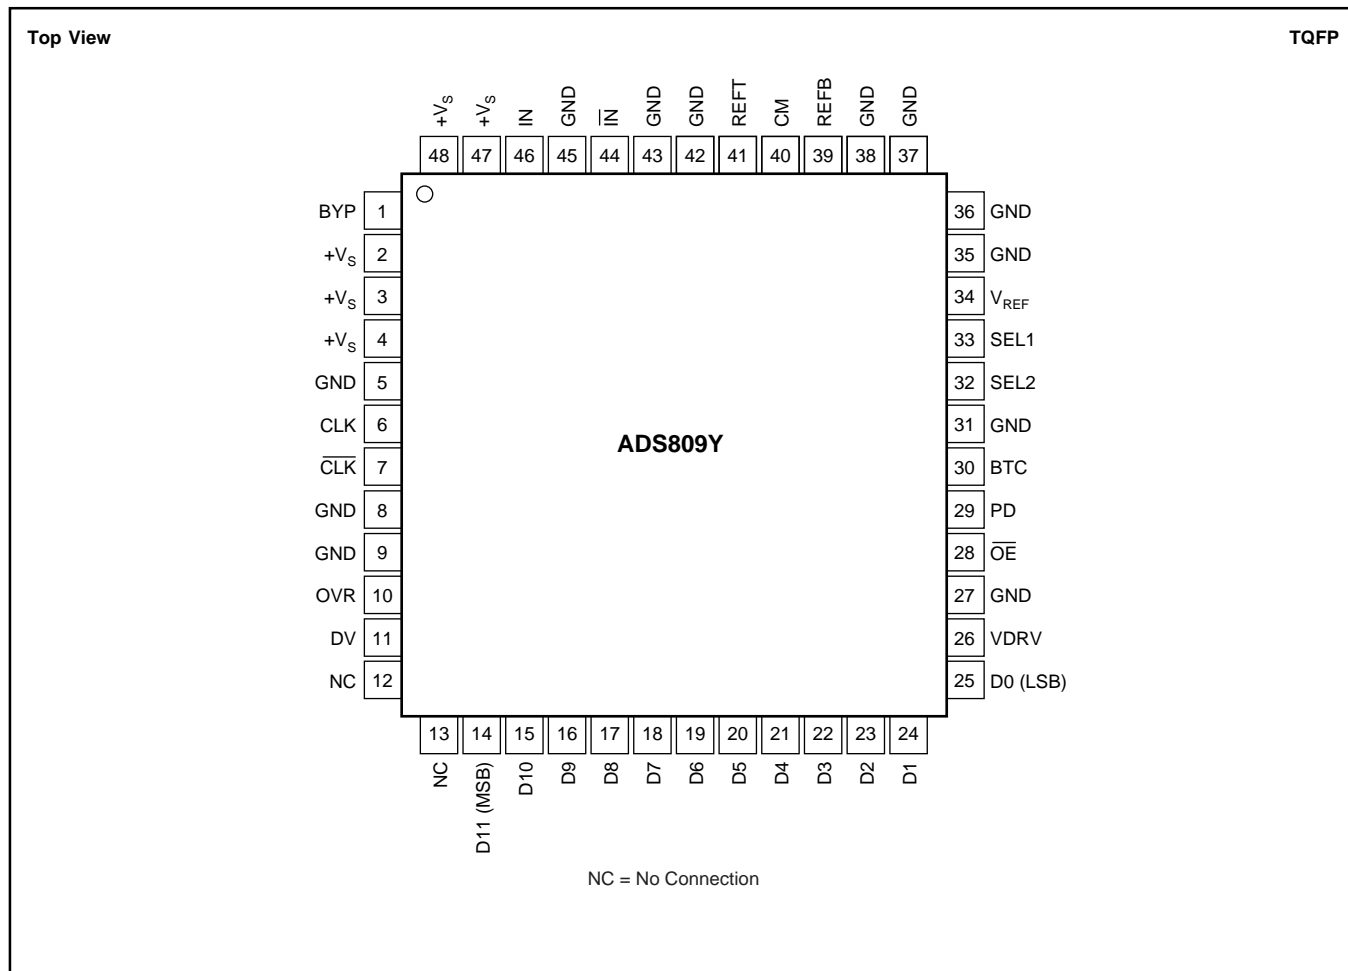 Top View
TQFP
+VS
+VS
IN
GND
I̅N̅
GND
GND
REFT
CM
REFB
GND
GND
48 47 46 45 44 43 42 41 40 39 38 37
BYP 1
+VS 2
+VS 3
+VS 4
GND 5
CLK 6
C̅L̅K̅ 7
GND 8
GND 9
OVR 10
DV 11
NC 12
ADS809Y
36 GND
35 GND
34 VREF
33 SEL1
32 SEL2
31 GND
30 BTC
29 PD
28 O̅E̅
27 GND
26 VDRV
25 D0 (LSB)
13 14 15 16 17 18 19 20 21 22 23 24
NC
D11 (MSB)
D10
D9
D8
D7
D6
D5
D4
D3
D2
D1
NC = No Connection